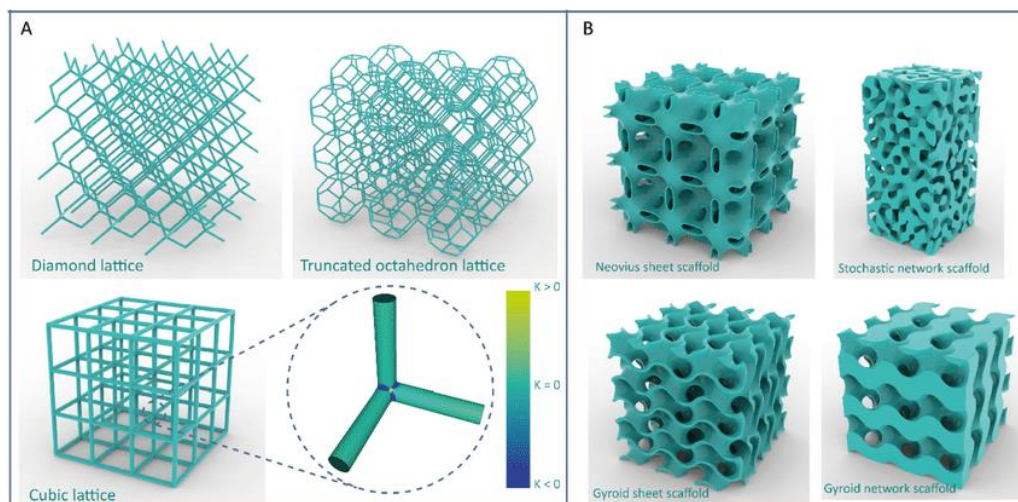 A
Diamond lattice
Truncated octahedron lattice
Cubic lattice
K > 0
K = 0
K < 0
B
Neovius sheet scaffold
Stochastic network scaffold
Gyroid sheet scaffold
Gyroid network scaffold